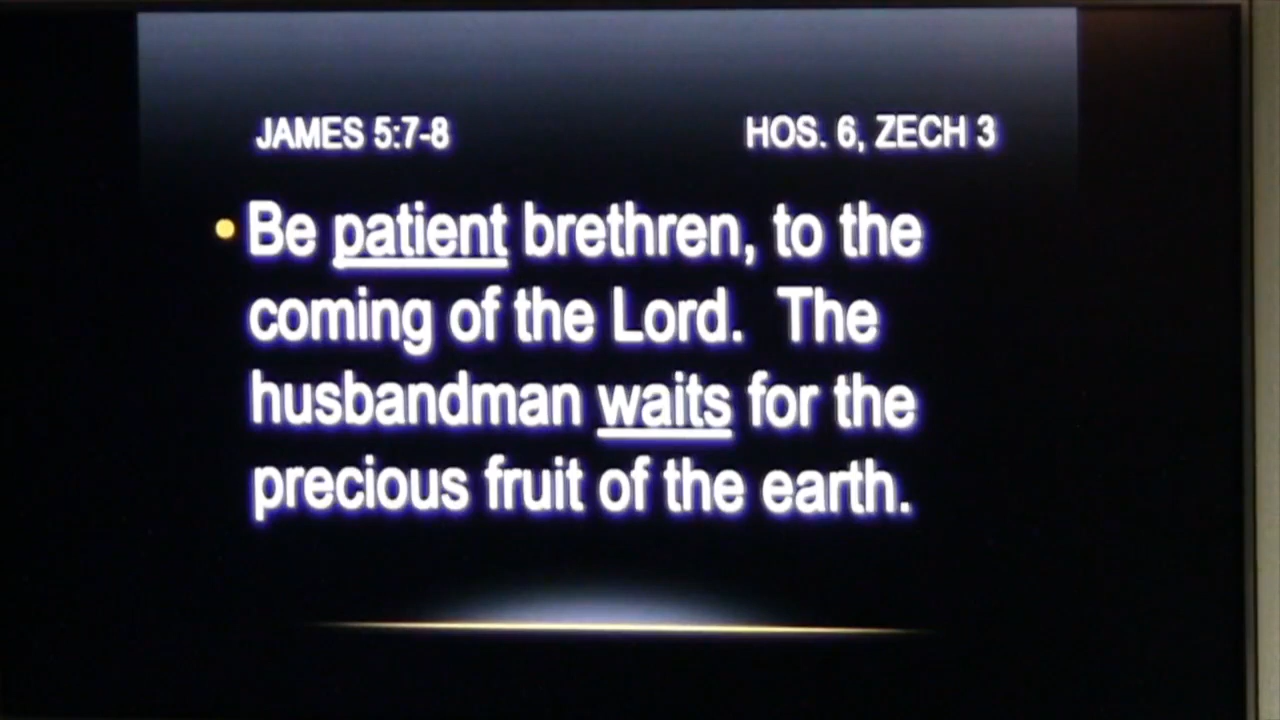 JAMES 5:7-8 HOS. 6, ZECH 3
• Be patient brethren, to the
coming of the Lord.  The
husbandman waits for the
precious fruit of the earth.